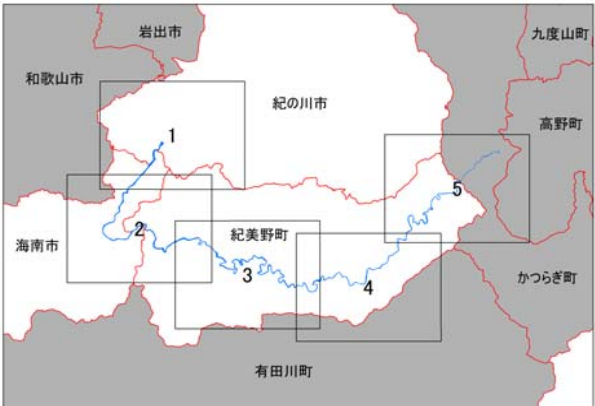 岩出市
九度山町
和歌山市
紀の川市
高野町
1
5
2
紀美野町
海南市
3
4
かつらぎ町
有田川町